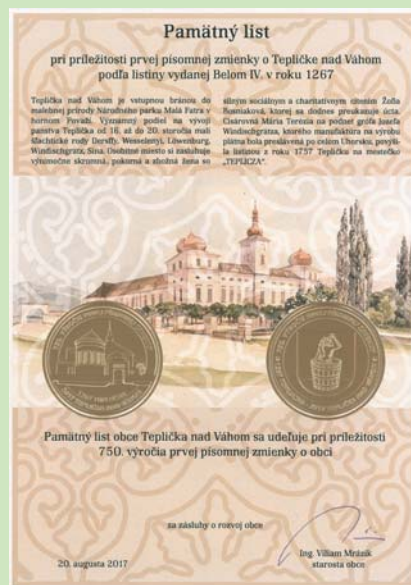 Pamätný list
pri príležitosti prvej písomnej zmienky o Tepličke nad Váhom
podľa listiny vydanej Belom IV. v roku 1267
Teplička nad Váhom je vstupnou bránou do
malebnej prírody Národného parku Malá Fatra v
hornom Považí. Významný podiel na vývoji
panstva Teplička od 16. až do 20. storočia mali
šľachtické rody Dersffy, Wesselényi, Löwenburg,
Windischgrätz, Sina. Osobitné miesto si zasluhuje
výnimočne skromná, pokorná a zbožná žena so
silným sociálnym a charitatívnym cítením Žofia
Bosniaková, ktorej sa dodnes preukazuje úcta.
Cisárovná Mária Terézia na podnet grófa Jozefa
Windischgrätza, ktorého manufaktúra na výrobu
plátna bola preslávená po celom Uhorsku, povýši-
la listinou z roku 1757 Tepličku na mestečko
„TEPLICZA“.
Pamätný list obce Teplička nad Váhom sa udeľuje pri príležitosti
750. výročia prvej písomnej zmienky o obci
za zásluhy o rozvoj obce
20. augusta 2017
Ing. Viliam Mrázik
starosta obce